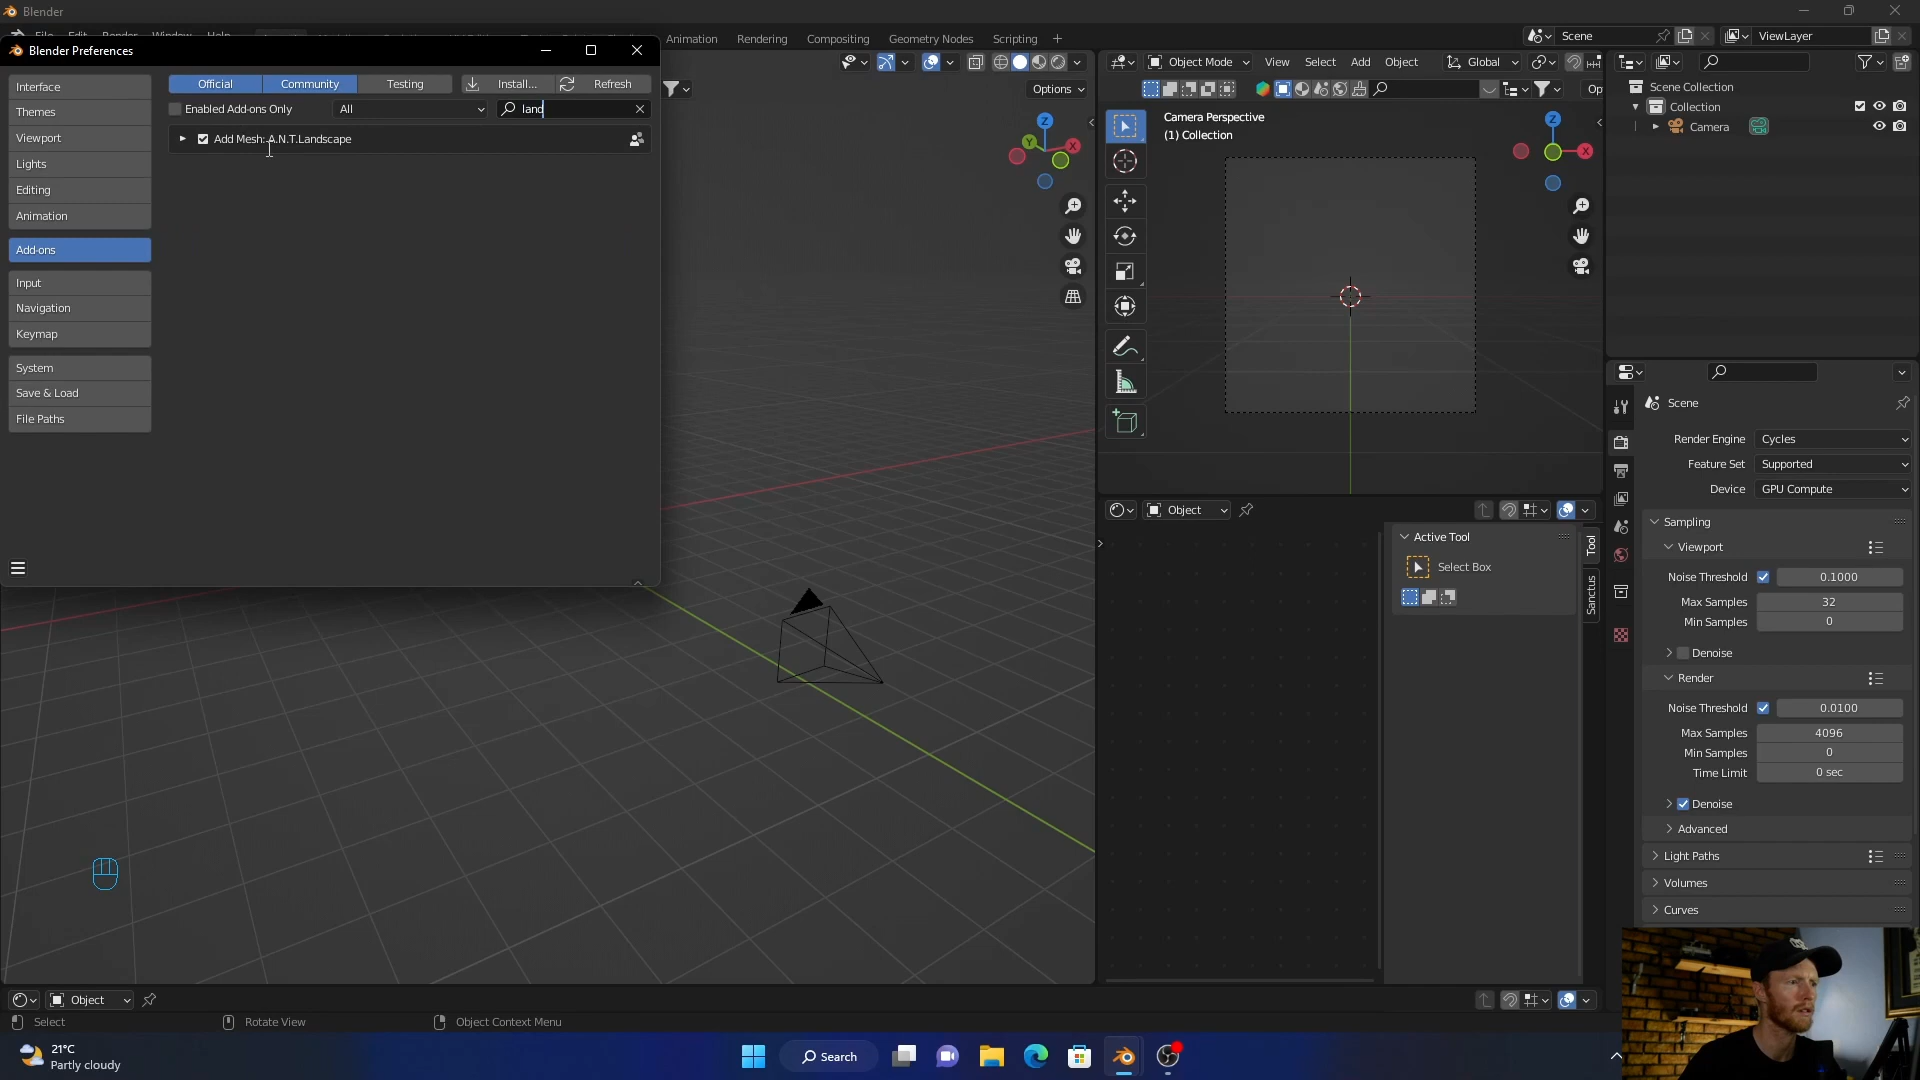 Blender
File Edit Render Window Help Animation Rendering Compositing Geometry Nodes Scripting Scene ViewLayer
Blender Preferences
Interface
Themes
Viewport
Lights
Editing
Animation
Add-ons
Input
Navigation
Keymap
System
Save & Load
File Paths
Official Community Testing Install... Refresh
Enabled Add-ons Only All land
Add Mesh: A.N.T.Landscape
Options
Z
Y
X
Object Mode View Select Add Object Global
Op
Camera Perspective
(1) Collection
Z
X
Object
Active Tool
Select Box
Tool
Sanctus
Scene Collection
Collection
Camera
Scene
Render Engine Cycles
Feature Set Supported
Device GPU Compute
Sampling
Viewport
Noise Threshold 0.1000
Max Samples 32
Min Samples 0
Denoise
Render
Noise Threshold 0.0100
Max Samples 4096
Min Samples 0
Time Limit 0 sec
Denoise
Advanced
Light Paths
Volumes
Curves
Object
Select Rotate View Object Context Menu
21°C
Partly cloudy
Search